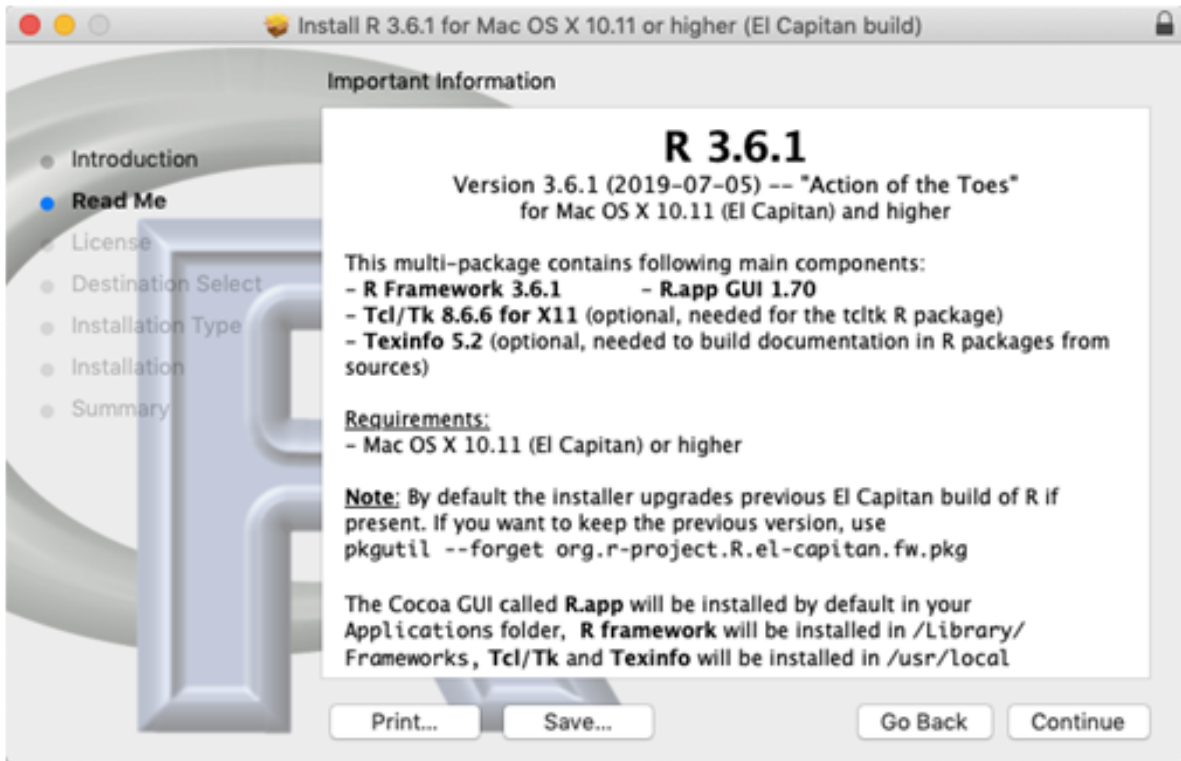 Install R 3.6.1 for Mac OS X 10.11 or higher (El Capitan build)
Important Information
Introduction
Read Me
License
Destination Select
Installation Type
Installation
Summary
R 3.6.1
Version 3.6.1 (2019-07-05) -- "Action of the Toes"
for Mac OS X 10.11 (El Capitan) and higher
This multi-package contains following main components:
- R Framework 3.6.1 - R.app GUI 1.70
- Tcl/Tk 8.6.6 for X11 (optional, needed for the tcltk R package)
- Texinfo 5.2 (optional, needed to build documentation in R packages from
sources)
Requirements:
- Mac OS X 10.11 (El Capitan) or higher
Note: By default the installer upgrades previous El Capitan build of R if
present. If you want to keep the previous version, use
pkgutil --forget org.r-project.R.el-capitan.fw.pkg
The Cocoa GUI called R.app will be installed by default in your
Applications folder, R framework will be installed in /Library/
Frameworks, Tcl/Tk and Texinfo will be installed in /usr/local
Print... Save... Go Back Continue